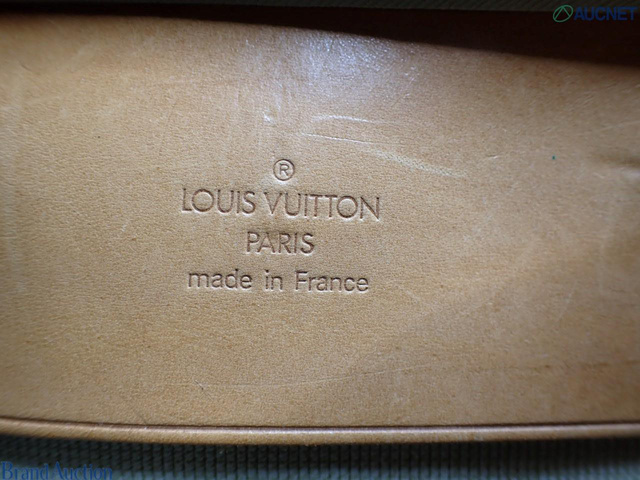 AUCNET
®
LOUIS VUITTON
PARIS
made in France
Brand Auction